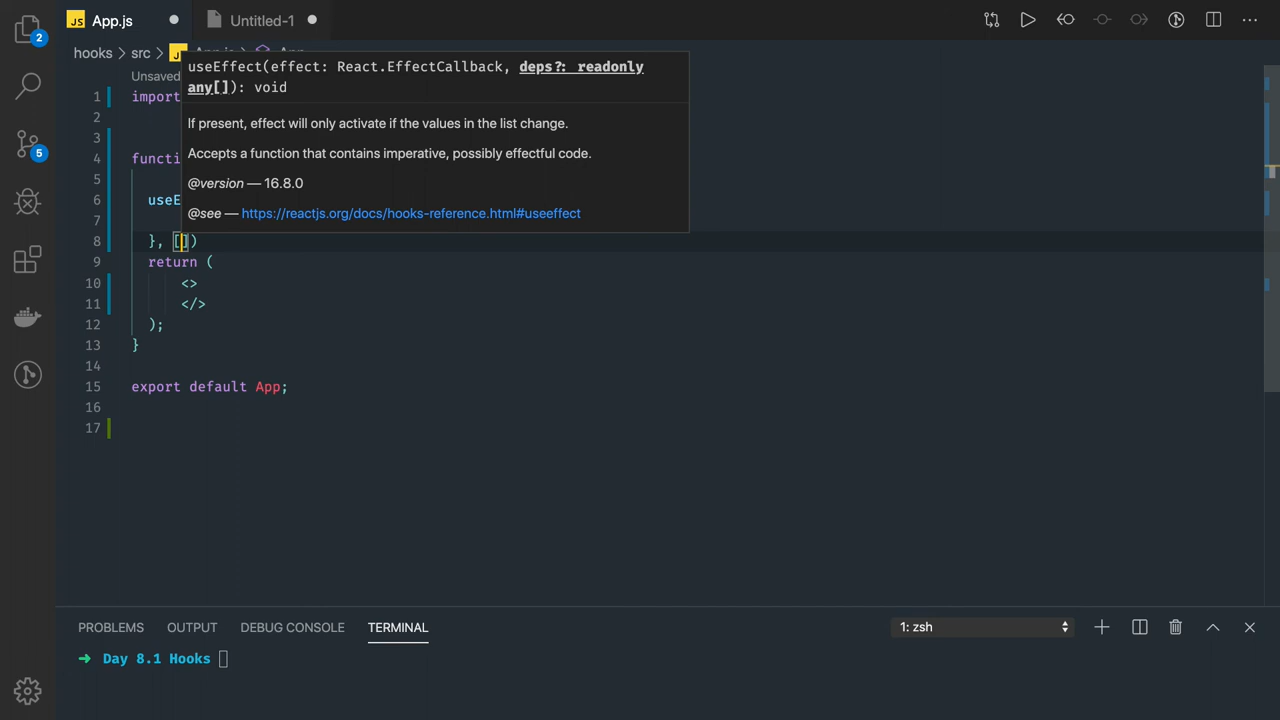 JS App.js Untitled-1
2
hooks > src > App.js > App
Unsaved
useEffect(effect: React.EffectCallback, deps?: readonly
any[]): void
If present, effect will only activate if the values in the list change.
Accepts a function that contains imperative, possibly effectful code.
@version — 16.8.0
@see — https://reactjs.org/docs/hooks-reference.html#useeffect
1 import
2
3
5
4 functi
5
6 useE
7
8 }, [])
9 return (
10 <>
11 </>
12 );
13 }
14
15 export default App;
16
17
PROBLEMS OUTPUT DEBUG CONSOLE TERMINAL 1: zsh
➜ Day 8.1 Hooks